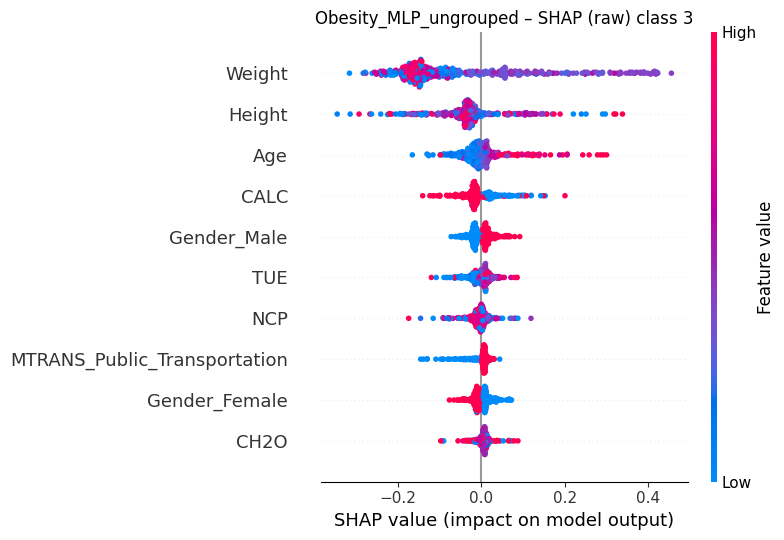 Obesity_MLP_ungrouped – SHAP (raw) class 3
High
Weight
Height
Age
CALC
Gender_Male
TUE
NCP
MTRANS_Public_Transportation
Gender_Female
CH2O
Feature value
Low
−0.2 0.0 0.2 0.4
SHAP value (impact on model output)